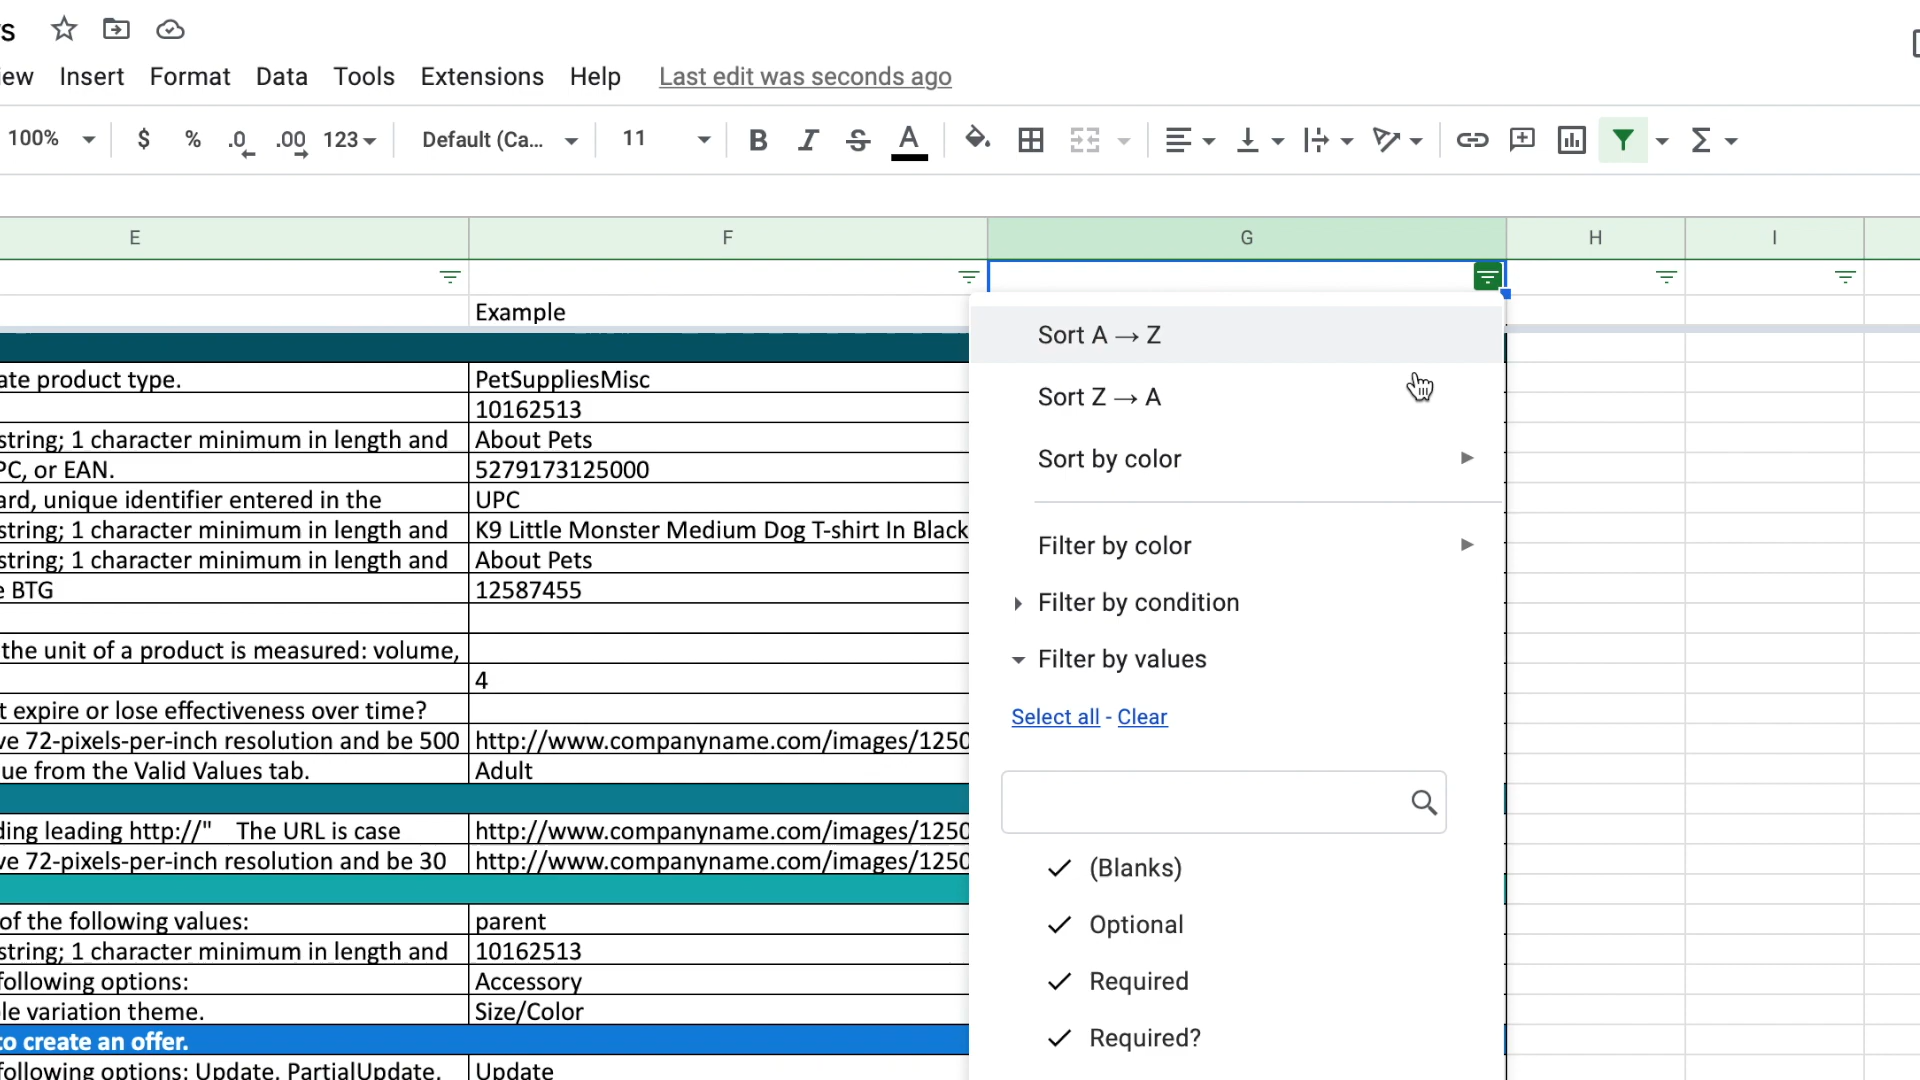 s
ew Insert Format Data Tools Extensions Help Last edit was seconds ago
100% $ % .0 .00 123 Default (Ca... 11 B I S A Σ
E F G H I
Example
ate product type. PetSuppliesMisc
10162513
string; 1 character minimum in length and About Pets
PC, or EAN. 5279173125000
ard, unique identifier entered in the UPC
string; 1 character minimum in length and K9 Little Monster Medium Dog T-shirt In Black
string; 1 character minimum in length and About Pets
e BTG 12587455
the unit of a product is measured: volume,
4
t expire or lose effectiveness over time?
ve 72-pixels-per-inch resolution and be 500 http://www.companyname.com/images/1250
ue from the Valid Values tab. Adult
ding leading http://" The URL is case http://www.companyname.com/images/1250
ve 72-pixels-per-inch resolution and be 30 http://www.companyname.com/images/1250
of the following values: parent
string; 1 character minimum in length and 10162513
following options: Accessory
le variation theme. Size/Color
to create an offer.
following options: Update, PartialUpdate, Update
Sort A → Z
Sort Z → A
Sort by color
Filter by color
Filter by condition
Filter by values
Select all - Clear
(Blanks)
Optional
Required
Required?